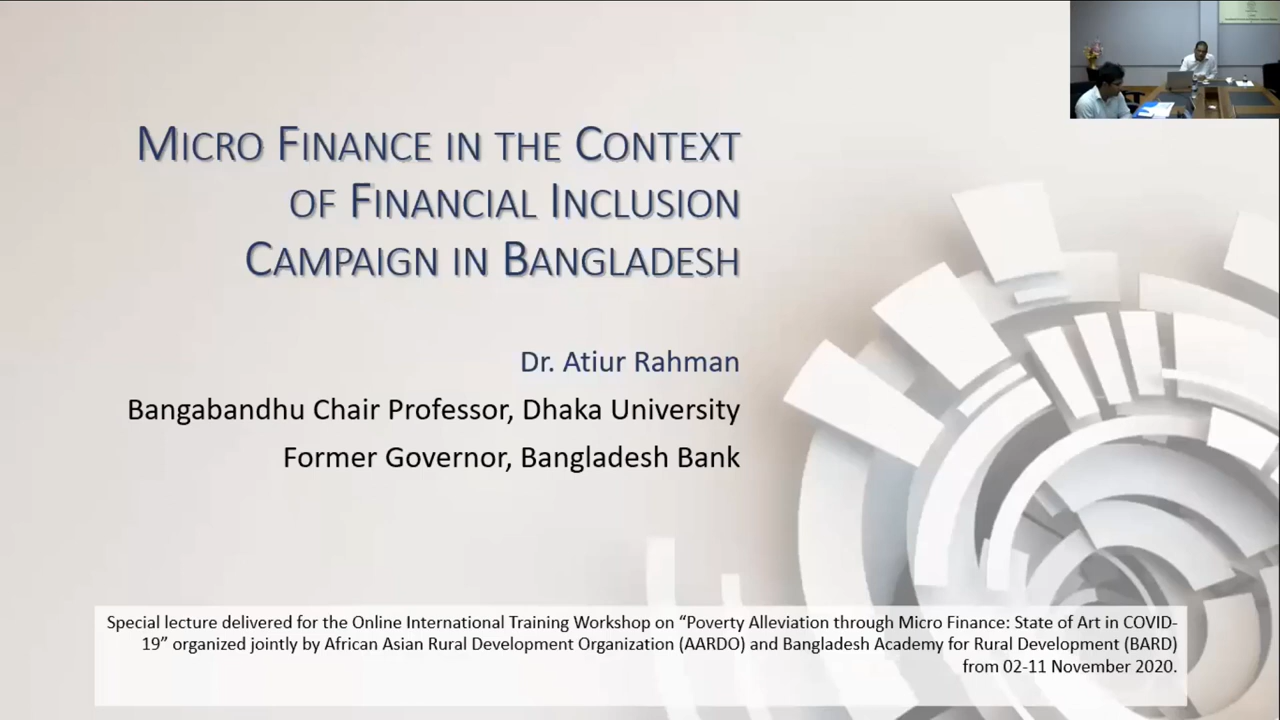 MICRO FINANCE IN THE CONTEXT
OF FINANCIAL INCLUSION
CAMPAIGN IN BANGLADESH
Dr. Atiur Rahman
Bangabandhu Chair Professor, Dhaka University
Former Governor, Bangladesh Bank
Special lecture delivered for the Online International Training Workshop on “Poverty Alleviation through Micro Finance: State of Art in COVID-
19” organized jointly by African Asian Rural Development Organization (AARDO) and Bangladesh Academy for Rural Development (BARD)
from 02-11 November 2020.